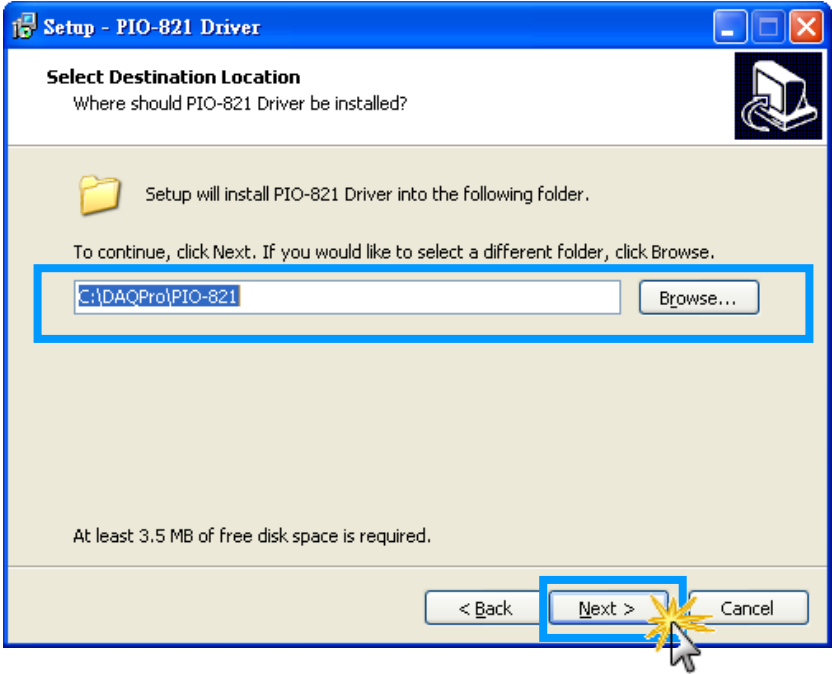 Setup - PIO-821 Driver
Select Destination Location
Where should PIO-821 Driver be installed?
Setup will install PIO-821 Driver into the following folder.
To continue, click Next. If you would like to select a different folder, click Browse.
C:\DAQPro\PIO-821
Browse...
At least 3.5 MB of free disk space is required.
< Back
Next >
Cancel